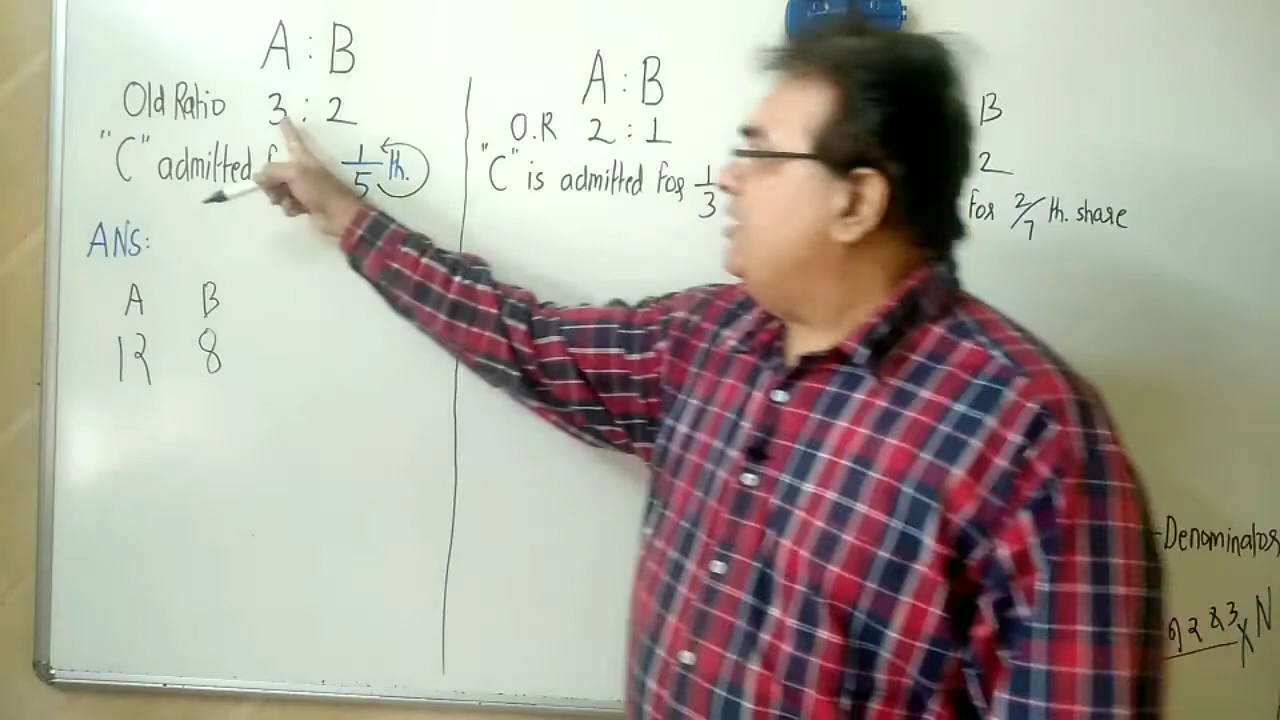 A : B
Old Ratio 3 : 2
"C" admitted 1/5 th.
ANS:
A B
12 8
A : B
O.R 2 : 1
"C" is admitted for 1/3
B
2
for 2/7 th. share
Denominator